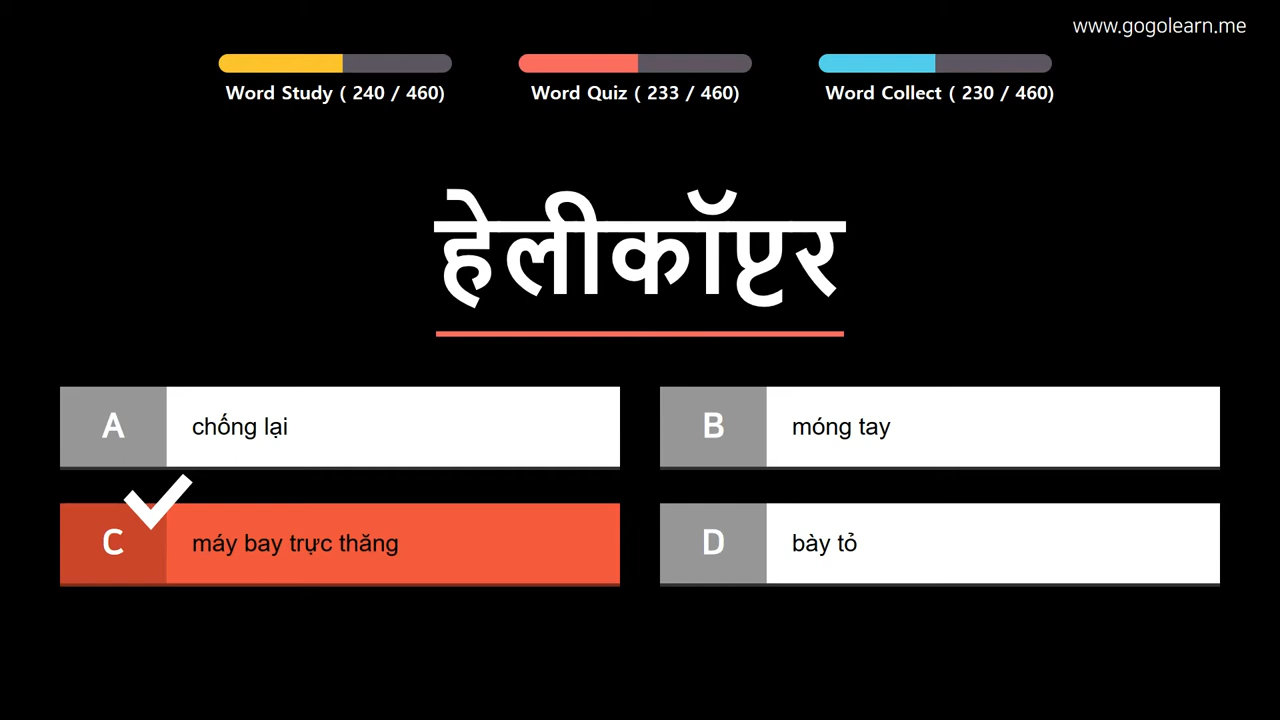 www.gogolearn.me
Word Study ( 240 / 460)
Word Quiz ( 233 / 460)
Word Collect ( 230 / 460)
हेलीकॉप्टर
A
chống lại
B
móng tay
C
máy bay trực thăng
D
bày tỏ